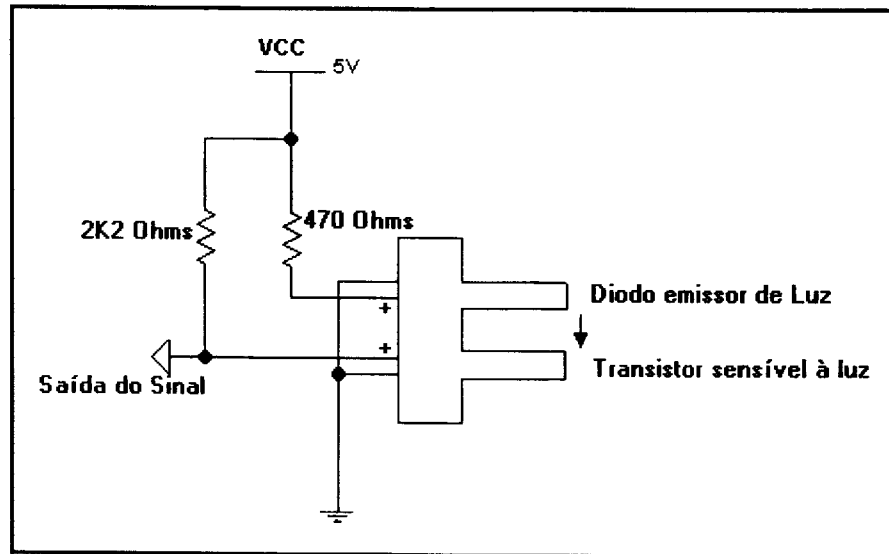 VCC
5V
2K2 Ohms
470 Ohms
+
Diodo emissor de Luz
+
Saída do Sinal
Transistor sensível à luz